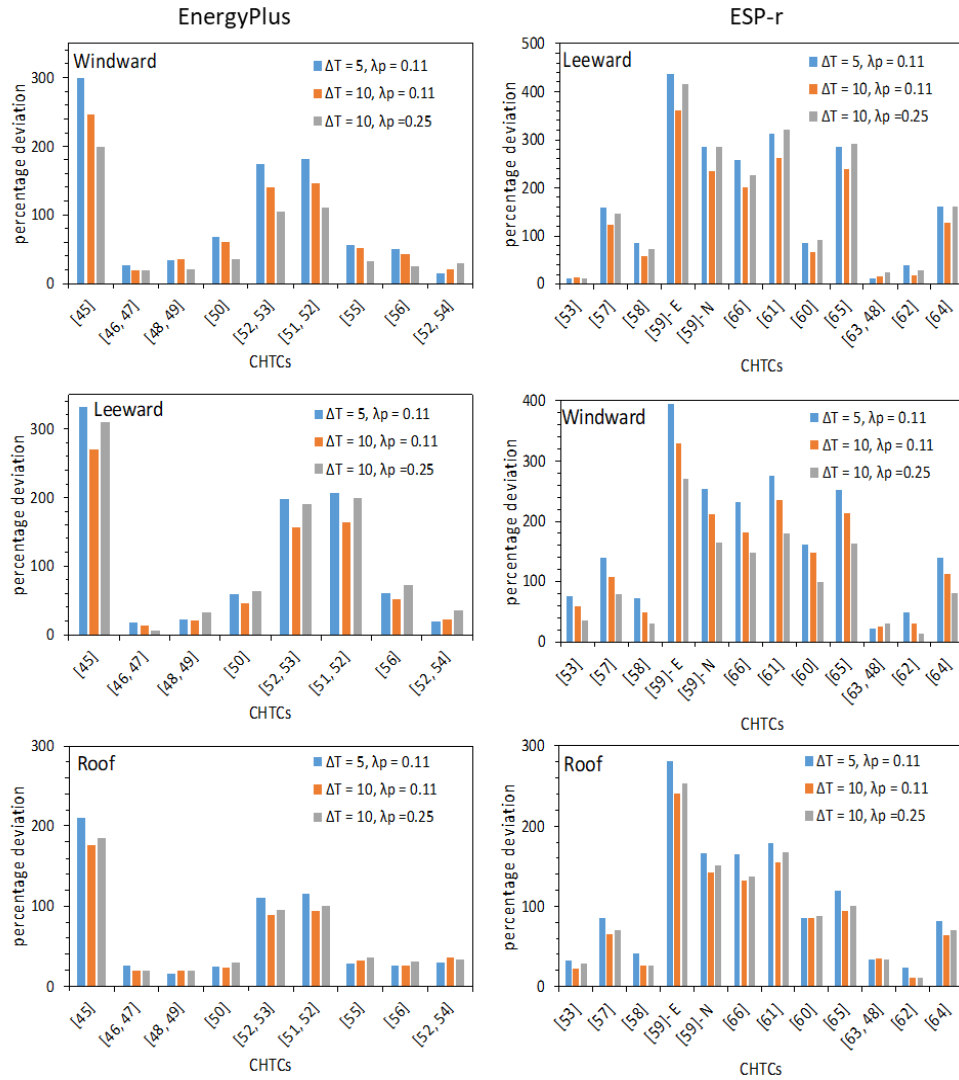 EnergyPlus
ESP-r
Windward
ΔT = 5, λp = 0.11
ΔT = 10, λp = 0.11
ΔT = 10, λp =0.25
percentage deviation
300
200
100
0
[45]
[46, 47]
[48, 49]
[50]
[52, 53]
[51, 52]
[55]
[56]
[52, 54]
CHTCs
Leeward
ΔT = 5, λp = 0.11
ΔT = 10, λp = 0.11
ΔT = 10, λp =0.25
percentage deviation
500
400
300
200
100
0
[53]
[57]
[58]
[59]- E
[59]- N
[66]
[61]
[60]
[65]
[63, 48]
[62]
[64]
CHTCs
Leeward
ΔT = 5, λp = 0.11
ΔT = 10, λp = 0.11
ΔT = 10, λp =0.25
percentage deviation
300
200
100
0
[45]
[46, 47]
[48, 49]
[50]
[52, 53]
[51, 52]
[56]
[52, 54]
CHTCs
Windward
ΔT = 5, λp = 0.11
ΔT = 10, λp = 0.11
ΔT = 10, λp =0.25
percentage deviation
400
300
200
100
0
[53]
[57]
[58]
[59]- E
[59]- N
[66]
[61]
[60]
[65]
[63, 48]
[62]
[64]
CHTCs
Roof
ΔT = 5, λp = 0.11
ΔT = 10, λp = 0.11
ΔT = 10, λp =0.25
percentage deviation
300
200
100
0
[45]
[46, 47]
[48, 49]
[50]
[52, 53]
[51, 52]
[55]
[56]
[52, 54]
CHTCs
Roof
ΔT = 5, λp = 0.11
ΔT = 10, λp = 0.11
ΔT = 10, λp =0.25
percentage deviation
300
200
100
0
[53]
[57]
[58]
[59]- E
[59]- N
[66]
[61]
[60]
[65]
[63, 48]
[62]
[64]
CHTCs